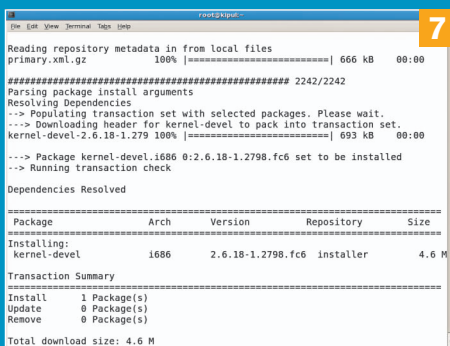 root@kiput:~
File Edit View Terminal Tabs Help
7
Reading repository metadata in from local files
primary.xml.gz 100% |=========================| 666 kB 00:00
################################################## 2242/2242
Parsing package install arguments
Resolving Dependencies
--> Populating transaction set with selected packages. Please wait.
---> Downloading header for kernel-devel to pack into transaction set.
kernel-devel-2.6.18-1.279 100% |=========================| 693 kB 00:00
---> Package kernel-devel.i686 0:2.6.18-1.2798.fc6 set to be installed
--> Running transaction check
Dependencies Resolved
=============================================================================
Package Arch Version Repository Size
=============================================================================
Installing:
kernel-devel i686 2.6.18-1.2798.fc6 installer 4.6 M
Transaction Summary
=============================================================================
Install 1 Package(s)
Update 0 Package(s)
Remove 0 Package(s)
Total download size: 4.6 M